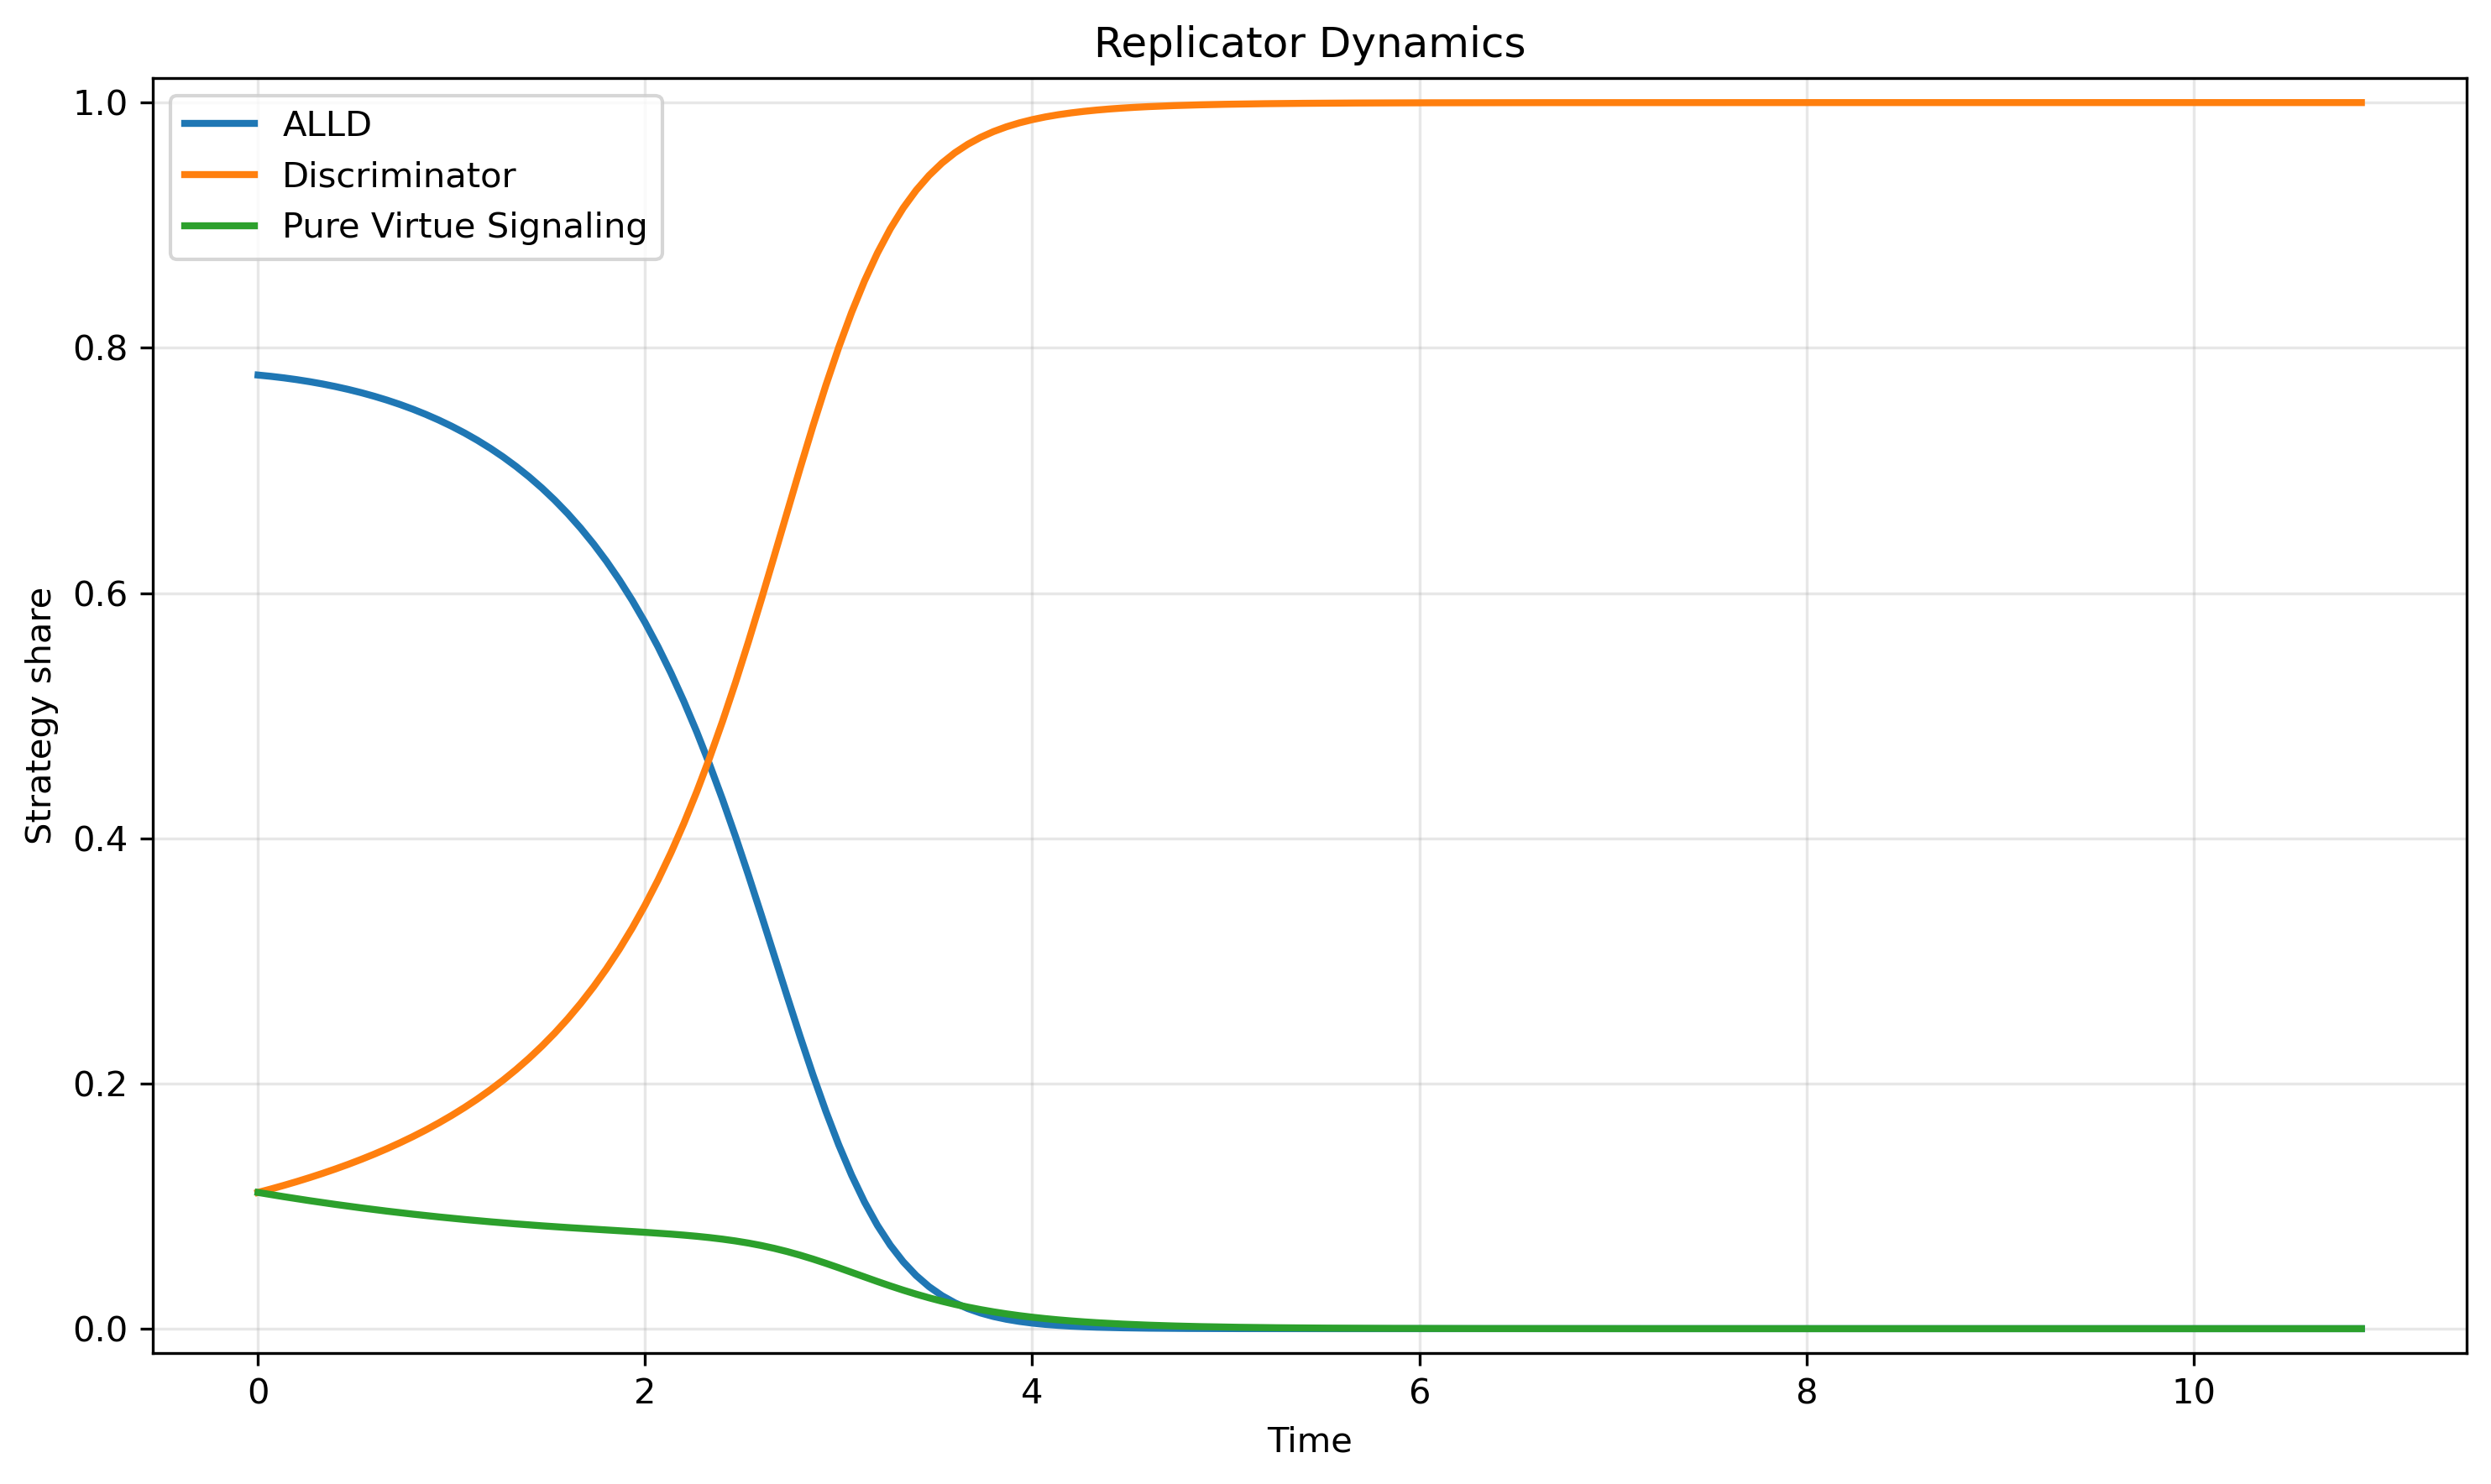 Replicator Dynamics
ALLD
Discriminator
Pure Virtue Signaling
1.0
0.8
0.6
0.4
0.2
0.0
Strategy share
0 2 4 6 8 10
Time